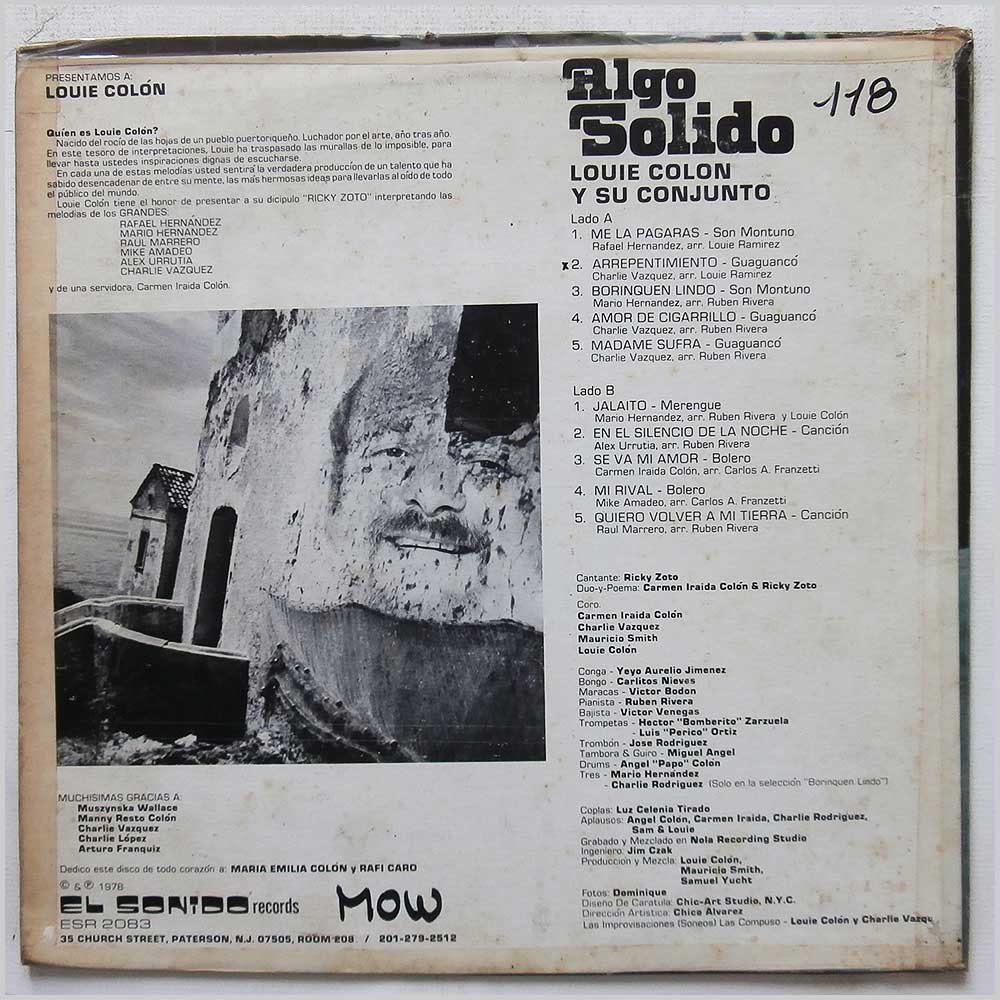 PRESENTAMOS A:
LOUIE COLÓN
Quíen es Louie Colón?
Nacido del rocío de las hojas de un pueblo puertoriqueño. Luchador por el arte, año tras año.
En este tesoro de interpretaciones, Louie ha traspasado las murallas de lo imposible, para
llevar hasta ustedes inspiraciones dignas de escucharse.
En cada una de estas melodías usted sentirá la verdadera produccíon de un talento que ha
sabido desencadenar de entre su mente, las más hermosas ideas para llevarlas al oído de todo
el público del mundo.
Louie Colón tiene el honor de presentar a su dicipulo "RICKY ZOTO" interpretando las
melodias de los GRANDES:
RAFAEL HERNÁNDEZ
MARIO HERNANDEZ
RAUL MARRERO
MIKE AMADEO
ALEX URRUTIA
CHARLIE VAZQUEZ
y de una servidora, Carmen Iraida Colón.
MUCHISIMAS GRACIAS A:
Muszynska Wallace
Manny Resto Colón
Charlie Vazquez
Charlie López
Arturo Franquiz
Dedico este disco de todo corazón a: MARIA EMILIA COLÓN y RAFI CARO
© & ℗ 1978
EL SONIDO records
ESR 2083
MOW
35 CHURCH STREET, PATERSON, N.J. 07505, ROOM 208 / 201-279-2512
Algo
Solido
118
LOUIE COLON
Y SU CONJUNTO
Lado A
1. ME LA PAGARAS - Son Montuno
Rafael Hernandez, arr. Louie Ramirez
x2. ARREPENTIMIENTO - Guaguancó
Charlie Vazquez, arr. Louie Ramirez
3. BORINQUEN LINDO - Son Montuno
Mario Hernandez, arr. Ruben Rivera
4. AMOR DE CIGARRILLO - Guaguancó
Charlie Vazquez, arr. Ruben Rivera
5. MADAME SUFRA - Guaguancó
Charlie Vazquez, arr. Ruben Rivera
Lado B
1. JALAITO - Merengue
Mario Hernandez, arr. Ruben Rivera y Louie Colón
2. EN EL SILENCIO DE LA NOCHE - Canción
Alex Urrutia, arr. Ruben Rivera
3. SE VA MI AMOR - Bolero
Carmen Iraida Colón, arr. Carlos A. Franzetti
4. MI RIVAL - Bolero
Mike Amadeo, arr. Carlos A. Franzetti
5. QUIERO VOLVER A MI TIERRA - Canción
Raul Marrero, arr. Ruben Rivera
Cantante: Ricky Zoto
Duo-y-Poema: Carmen Iraida Colón & Ricky Zoto
Coro.
Carmen Iraida Colón
Charlie Vazquez
Mauricio Smith
Louie Colón
Conga - Yeyo Aurelio Jimenez
Bongo - Carlitos Nieves
Maracas - Victor Bodon
Pianista - Ruben Rivera
Bajista - Victor Venegas
Trompetas - Hector "Bomberito" Zarzuela
- Luis "Perico" Ortiz
Trombón - Jose Rodriguez
Tambora & Guiro - Miguel Angel
Drums - Angel "Papo" Colón
Tres - Mario Hernández
- Charlie Rodriguez (Solo en la selección "Borinquen Lindo")
Coplas: Luz Celenia Tirado
Aplausos: Angel Colón, Carmen Iraida, Charlie Rodriguez,
Sam & Louie
Grabado y Mezclado en Nola Recording Studio
Ingeniero: Jim Czak
Produccion y Mezcla: Louie Colón,
Mauricio Smith,
Samuel Yucht
Fotos: Dominique
Diseño De Caratula: Chic-Art Studio, N.Y.C.
Dirección Artistica: Chico Alvarez
Las Improvisaciones (Soneos) Las Compuso - Louie Colón y Charlie Vazqu